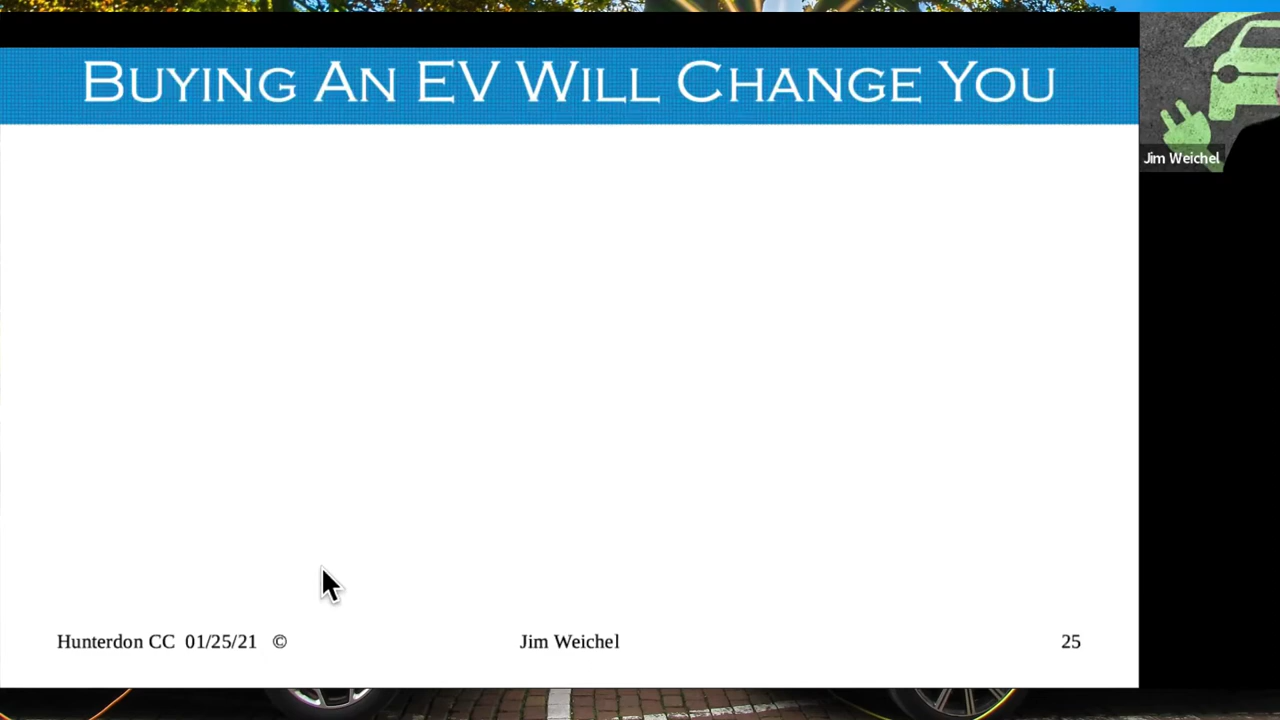 BUYING AN EV WILL CHANGE YOU
Jim Weichel
Hunterdon CC 01/25/21 ©
Jim Weichel
25